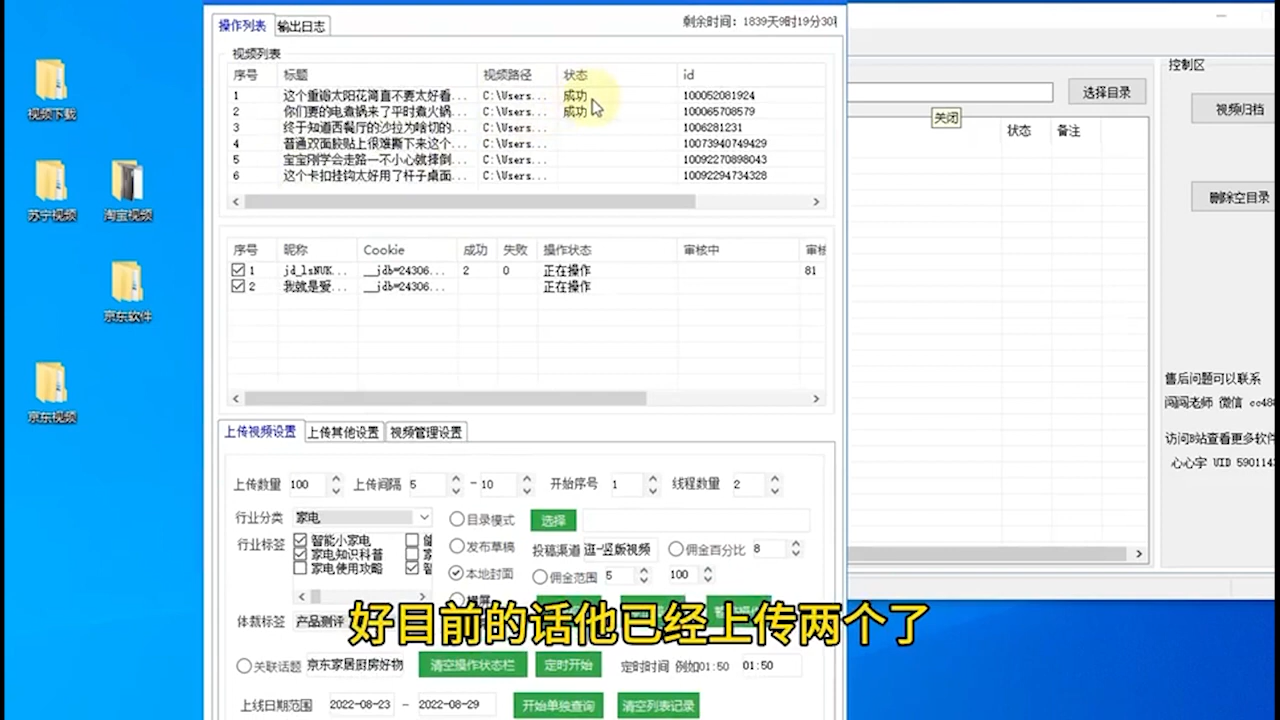 操作列表 输出日志 剩余时间：1839天9时19分30秒
视频列表
序号 标题 视频路径 状态 id
1 这个重瓣太阳花简直不要太好看... C:\Users... 成功 100052081924
2 你们要的电煮锅来了平时煮火锅... C:\Users... 成功 100065708579
3 终于知道西餐厅的沙拉为啥切的... C:\Users... 1006281231
4 普通双面胶贴上很难撕下来这个... C:\Users... 10073940749429
5 宝宝刚学会走路一不小心就摔倒... C:\Users... 10092270898043
6 这个卡扣挂钩太好用了杆子桌面... C:\Users... 10092294734328
序号 昵称 Cookie 成功 失败 操作状态 审核中 审核
1 jd_lsNUK... __jdb=24306... 2 0 正在操作 81
2 我就是爱... __jdb=24306... 正在操作
上传视频设置 上传其他设置 视频管理设置
上传数量 100 上传间隔 5 - 10 开始序号 1 线程数量 2
行业分类 家电 目录模式 选择
行业标签 智能小家电 发布草稿 投稿渠道 逛-竖版视频 佣金百分比 8
家电知识科普
家电使用攻略 本地封面 佣金范围 5 100
横屏
体裁标签 产品测评
好目前的话他已经上传两个了
关联话题 京东家居厨房好物 清空操作状态栏 定时开始 定时时间 例如01:50 01:50
上线日期范围 2022-08-23 - 2022-08-29 开始单独查询 清空列表记录
视频下载
苏宁视频 淘宝视频
京东软件
京东视频
选择目录
关闭
状态 备注
控制区
视频归档
删除空目录
售后问题可以联系
闷闷老师 微信 cc488
访问B站查看更多软件
心心宇 UID 590114